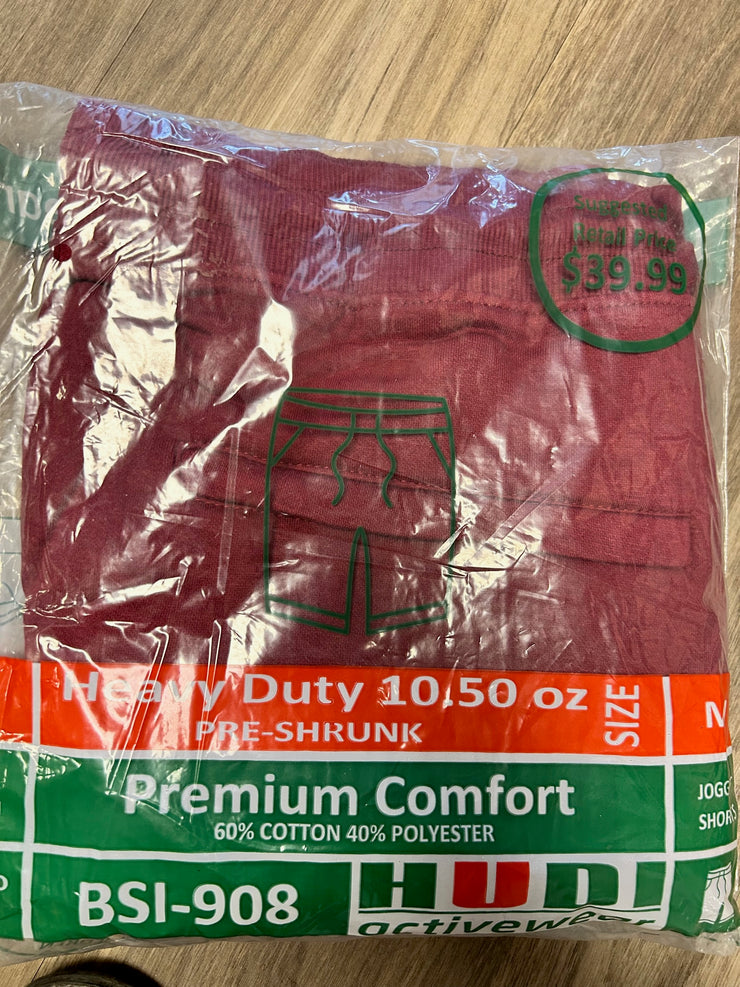 Suggested
Retail Price
$39.99
Heavy Duty 10.50 oz
PRE-SHRUNK
SIZE
M
Premium Comfort
60% COTTON 40% POLYESTER
JOGG
SHORTS
BSI-908
HUDI
activewear